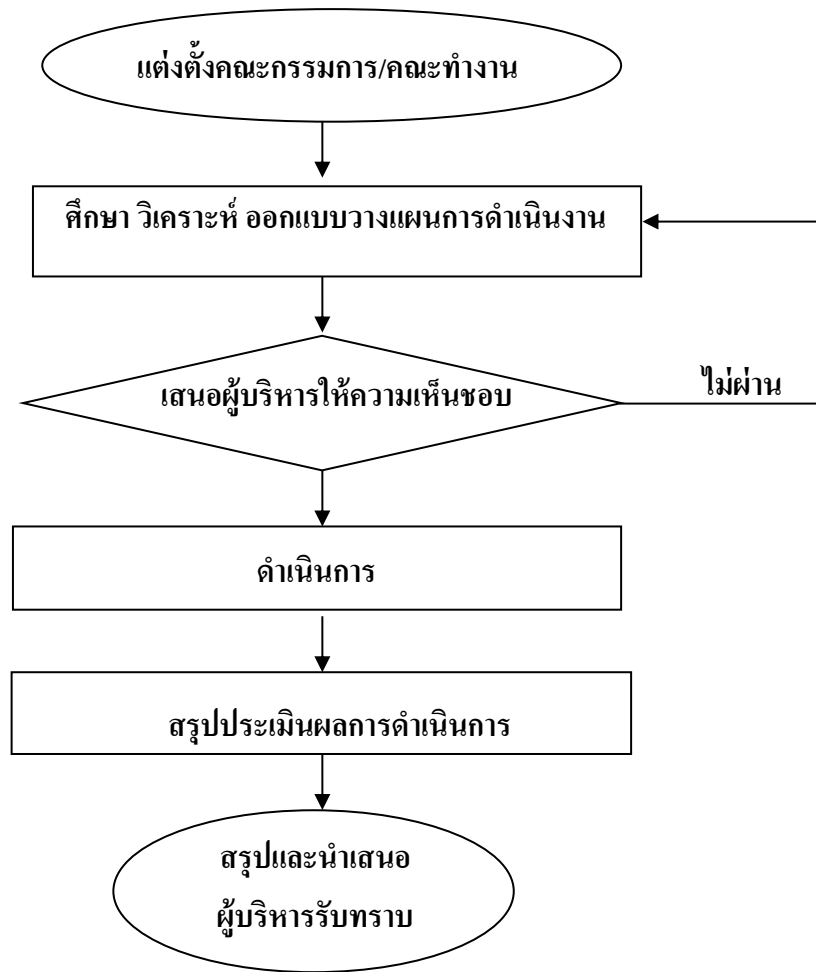 แต่งตั้งคณะกรรมการ/คณะทำงาน
ศึกษา วิเคราะห์ ออกแบบวางแผนการดำเนินงาน
เสนอผู้บริหารให้ความเห็นชอบ
ไม่ผ่าน
ดำเนินการ
สรุปประเมินผลการดำเนินการ
สรุปและนำเสนอ
ผู้บริหารรับทราบ